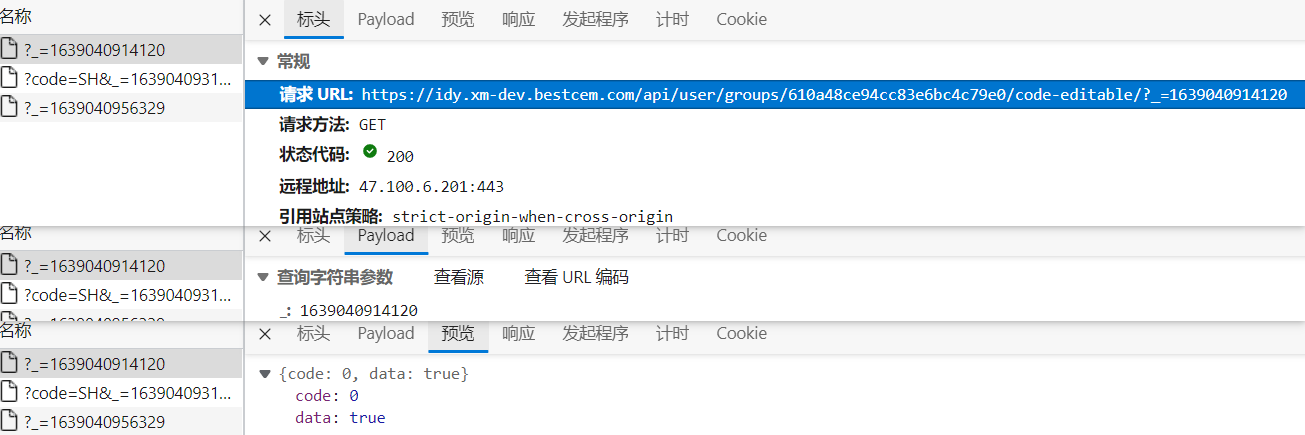 名称
?_=1639040914120
?code=SH&_=1639040931...
?_=1639040956329
标头 Payload 预览 响应 发起程序 计时 Cookie
常规
请求 URL: https://idy.xm-dev.bestcem.com/api/user/groups/610a48ce94cc83e6bc4c79e0/code-editable/?_=1639040914120
请求方法: GET
状态代码: 200
远程地址: 47.100.6.201:443
引用站点策略: strict-origin-when-cross-origin
名称
?_=1639040914120
?code=SH&_=1639040931...
?_=1639040956329
标头 Payload 预览 响应 发起程序 计时 Cookie
查询字符串参数 查看源 查看 URL 编码
_: 1639040914120
名称
?_=1639040914120
?code=SH&_=1639040931...
?_=1639040956329
标头 Payload 预览 响应 发起程序 计时 Cookie
{code: 0, data: true}
code: 0
data: true